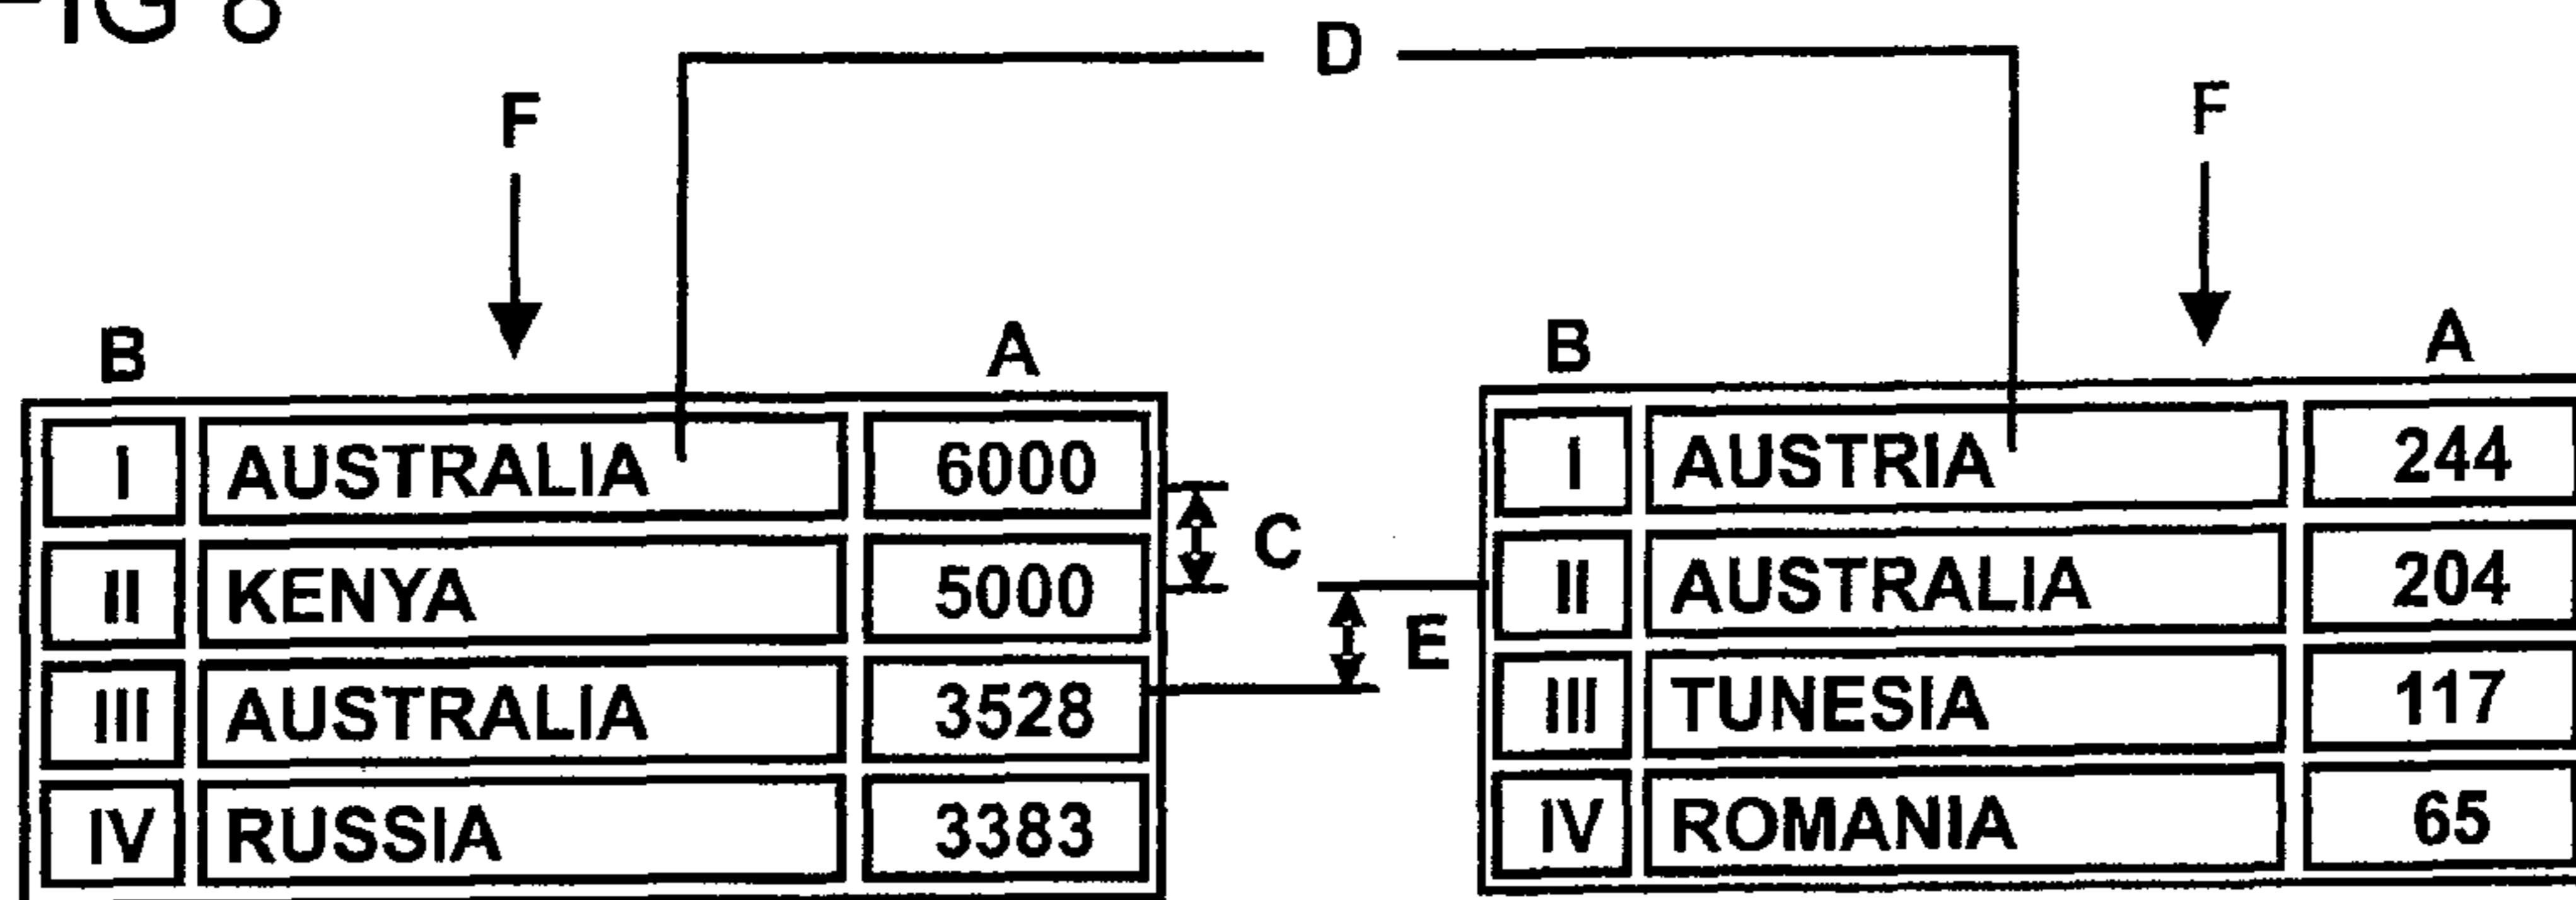 FIG 8
D
F F
B A B A
I AUSTRALIA 6000 I AUSTRIA 244
C
II KENYA 5000 II AUSTRALIA 204
E
III AUSTRALIA 3528 III TUNESIA 117
IV RUSSIA 3383 IV ROMANIA 65